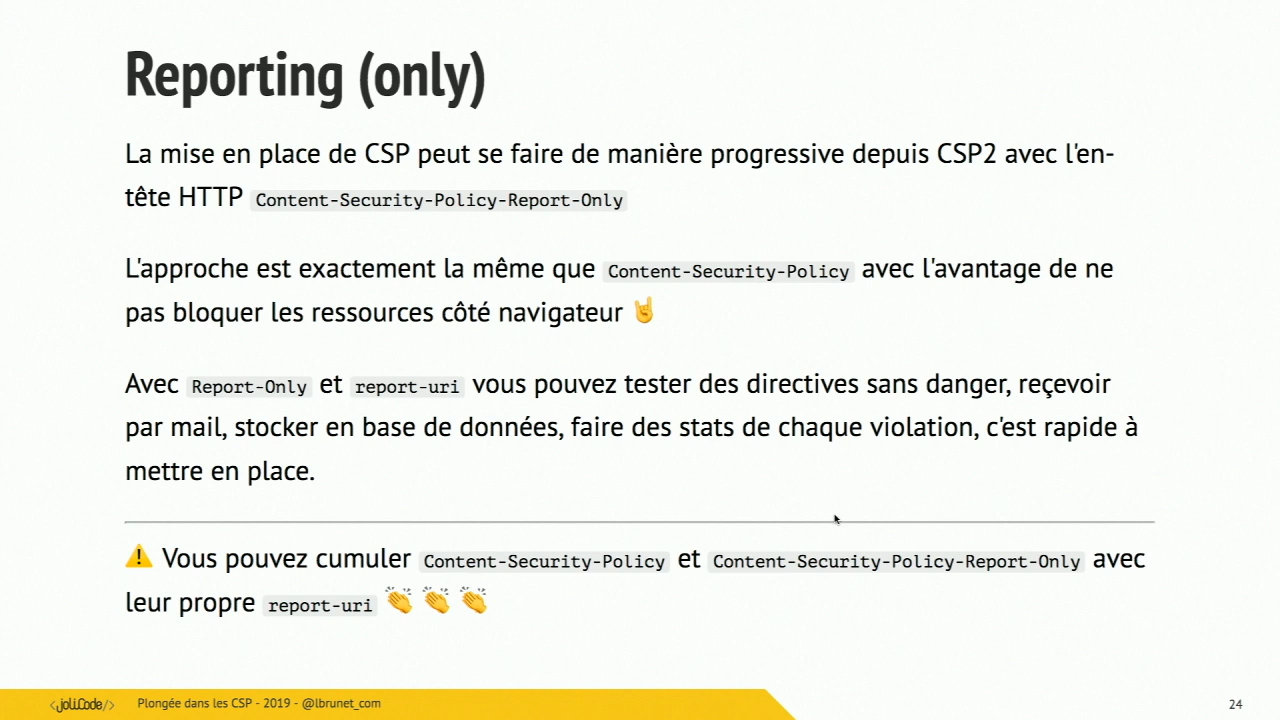 Reporting (only)
La mise en place de CSP peut se faire de manière progressive depuis CSP2 avec l'en-
tête HTTP Content-Security-Policy-Report-Only
L'approche est exactement la même que Content-Security-Policy avec l'avantage de ne
pas bloquer les ressources côté navigateur 🤘
Avec Report-Only et report-uri vous pouvez tester des directives sans danger, reçevoir
par mail, stocker en base de données, faire des stats de chaque violation, c'est rapide à
mettre en place.
⚠️ Vous pouvez cumuler Content-Security-Policy et Content-Security-Policy-Report-Only avec
leur propre report-uri 👏 👏 👏
<joliCode/> Plongée dans les CSP - 2019 - @lbrunet_com 24